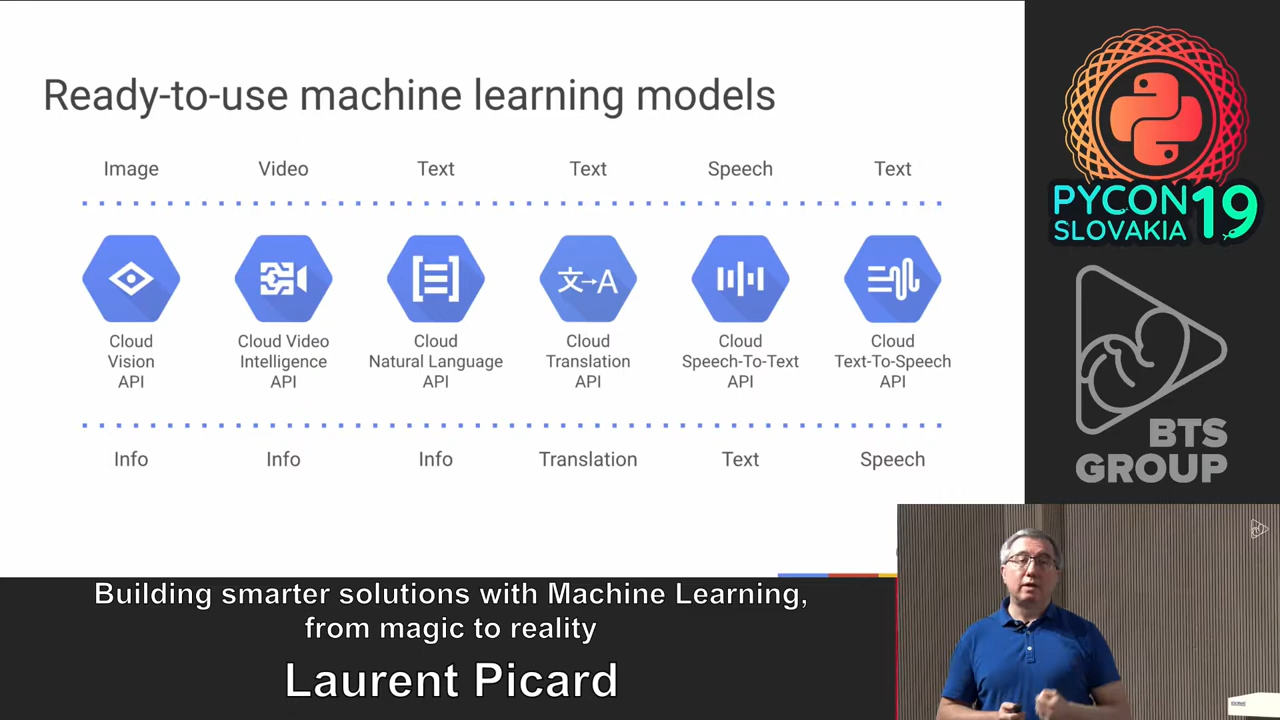 Ready-to-use machine learning models
Image Video Text Text Speech Text
文→A
Cloud Vision API
Cloud Video Intelligence API
Cloud Natural Language API
Cloud Translation API
Cloud Speech-To-Text API
Cloud Text-To-Speech API
Info Info Info Translation Text Speech
PYCON 19
SLOVAKIA
BTS
GROUP
Building smarter solutions with Machine Learning,
from magic to reality
Laurent Picard